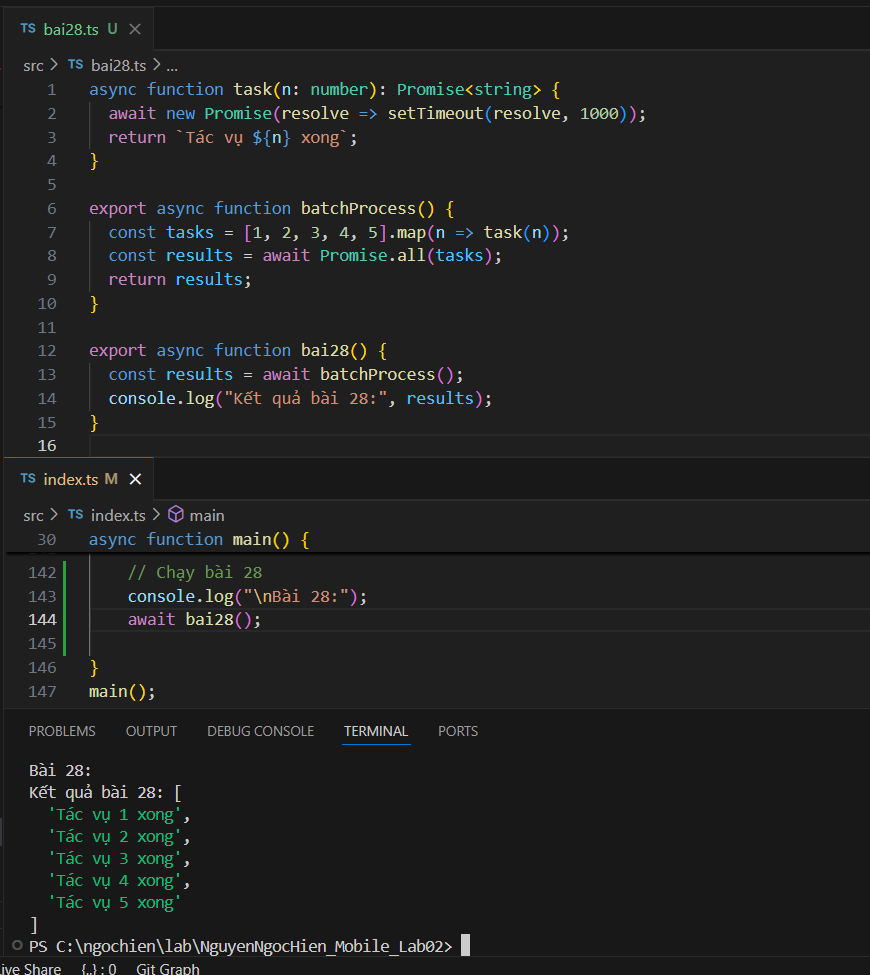 TS bai28.ts U ×
src > TS bai28.ts > ...
1 async function task(n: number): Promise<string> {
2   await new Promise(resolve => setTimeout(resolve, 1000));
3   return `Tác vụ ${n} xong`;
4 }
5
6 export async function batchProcess() {
7   const tasks = [1, 2, 3, 4, 5].map(n => task(n));
8   const results = await Promise.all(tasks);
9   return results;
10 }
11
12 export async function bai28() {
13   const results = await batchProcess();
14   console.log("Kết quả bài 28:", results);
15 }
16
TS index.ts M ×
src > TS index.ts > main
30 async function main() {
142     // Chạy bài 28
143     console.log("\nBài 28:");
144     await bai28();
145
146 }
147 main();
PROBLEMS OUTPUT DEBUG CONSOLE TERMINAL PORTS
Bài 28:
Kết quả bài 28: [
  'Tác vụ 1 xong',
  'Tác vụ 2 xong',
  'Tác vụ 3 xong',
  'Tác vụ 4 xong',
  'Tác vụ 5 xong'
]
PS C:\ngochien\lab\NguyenNgocHien_Mobile_Lab02>
ive Share {..} : 0 Git Graph